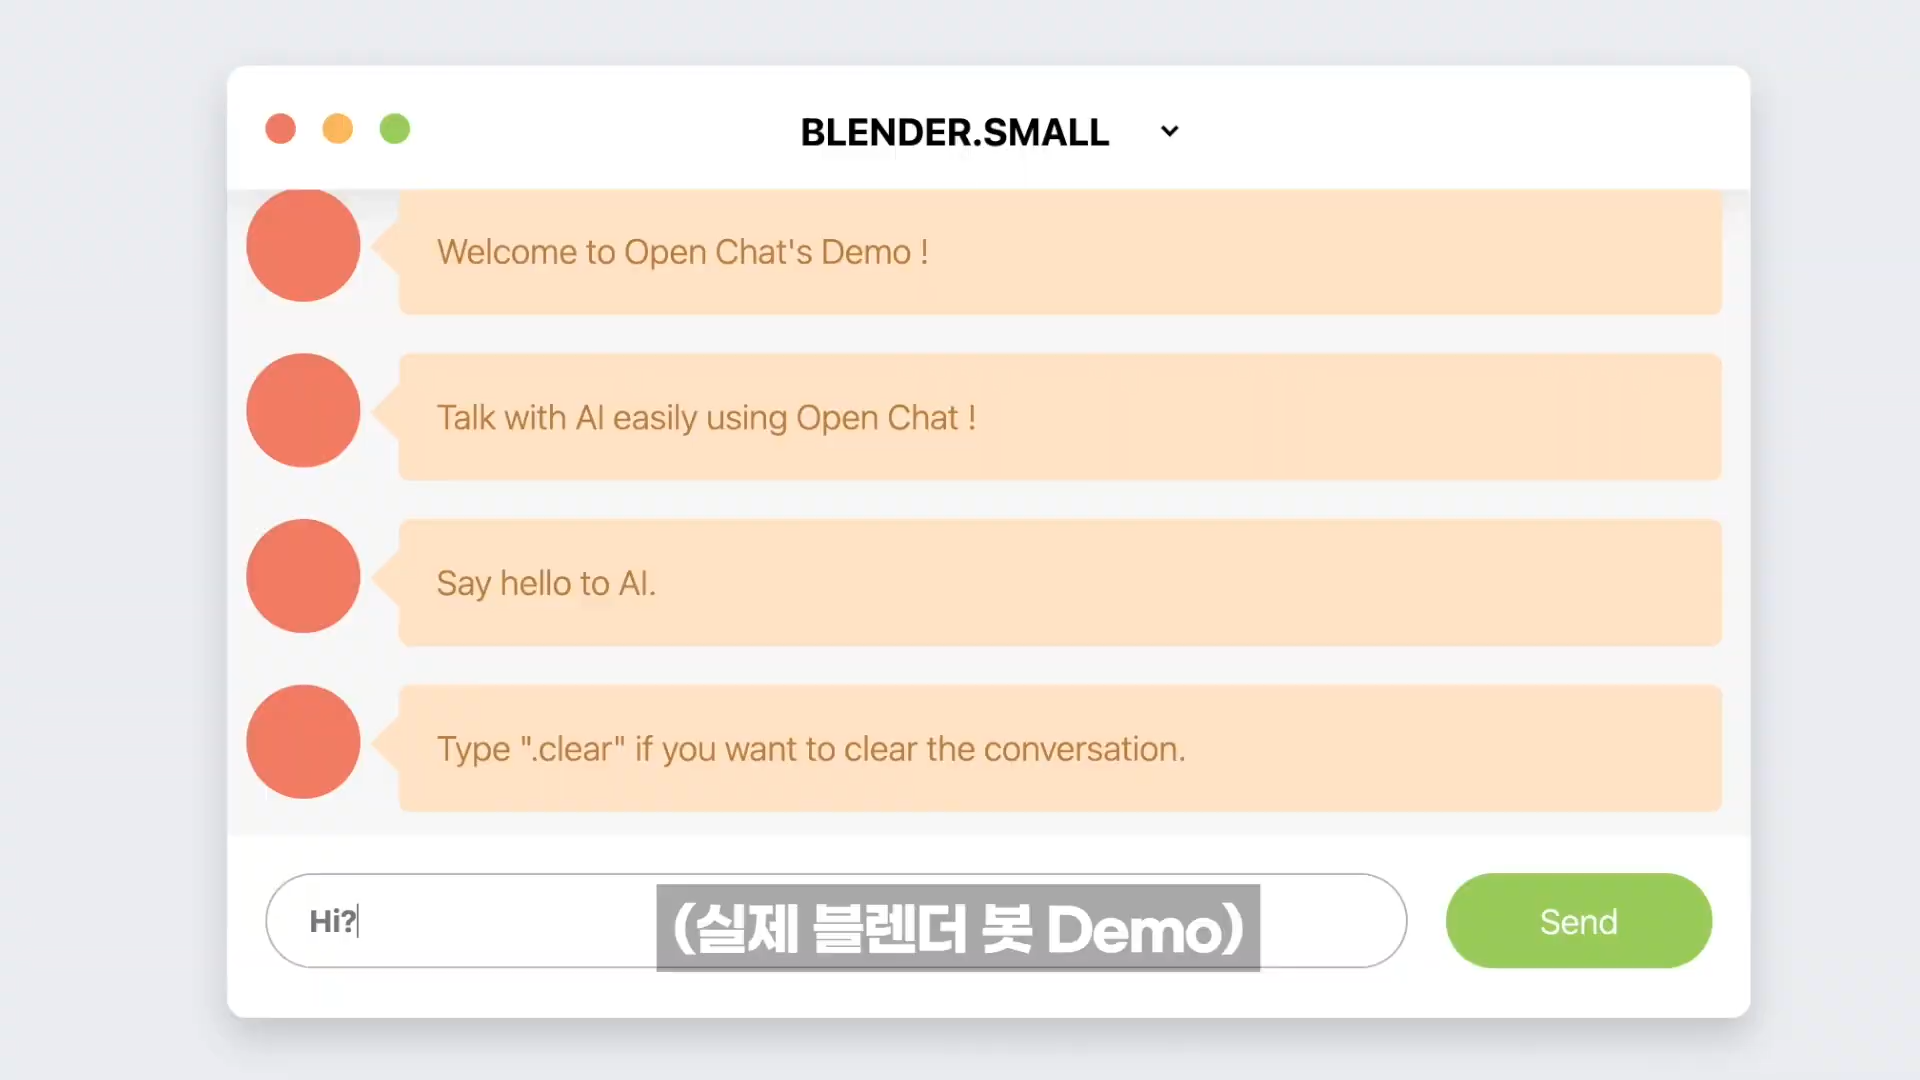 BLENDER.SMALL
Welcome to Open Chat's Demo !
Talk with AI easily using Open Chat !
Say hello to AI.
Type ".clear" if you want to clear the conversation.
Hi?
(실제 블렌더 봇 Demo)
Send